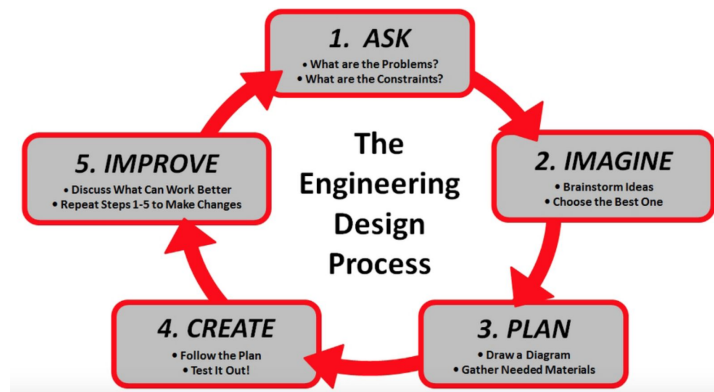 1. ASK
• What are the Problems?
• What are the Constraints?
The
Engineering
Design
Process
2. IMAGINE
• Brainstorm Ideas
• Choose the Best One
3. PLAN
• Draw a Diagram
• Gather Needed Materials
4. CREATE
• Follow the Plan
• Test It Out!
5. IMPROVE
• Discuss What Can Work Better
• Repeat Steps 1-5 to Make Changes